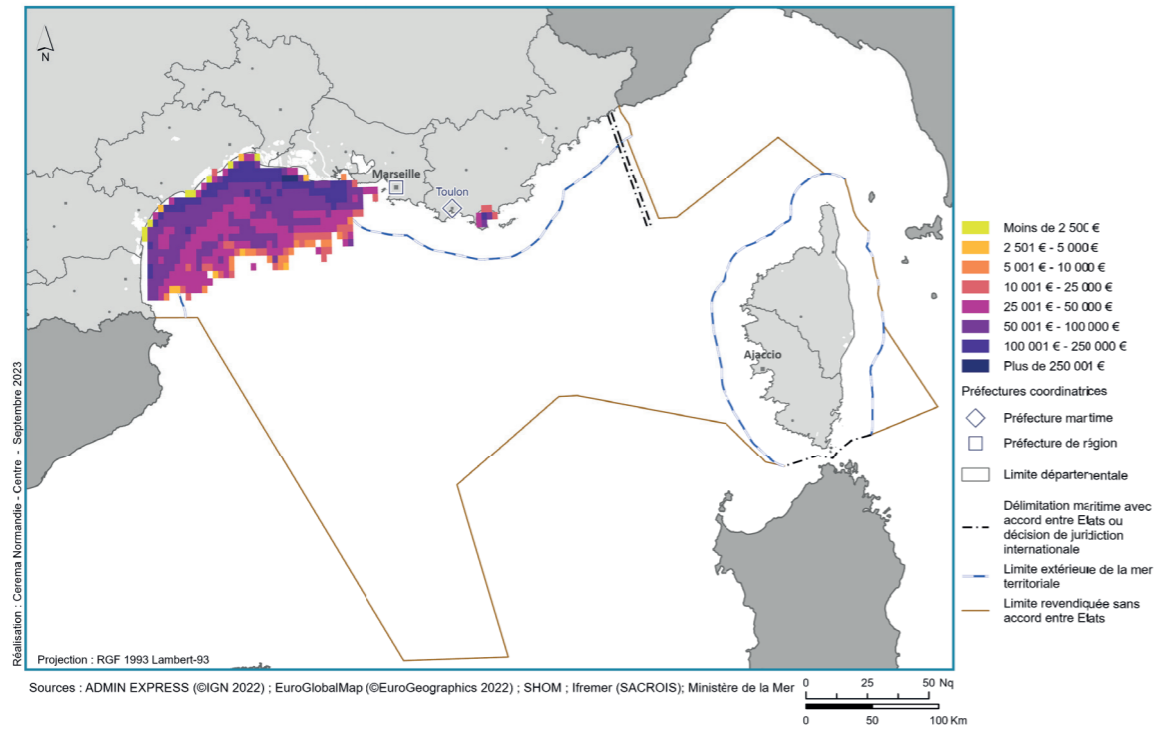 N
Marseille
Toulon
Ajaccio
Réalisation : Cerema Normandie - Centre - Septembre 2023
Projection : RGF 1993 Lambert-93
Moins de 2 500 €
2 501 € - 5 000 €
5 001 € - 10 000 €
10 001 € - 25 000 €
25 001 € - 50 000 €
50 001 € - 100 000 €
100 001 € - 250 000 €
Plus de 250 001 €
Préfectures coordinatrices
Préfecture maritime
Préfecture de région
Limite départementale
Délimitation maritime avec
accord entre Etats ou
décision de juridiction
internationale
Limite extérieure de la mer
territoriale
Limite revendiquée sans
accord entre Etats
Sources : ADMIN EXPRESS (©IGN 2022) ; EuroGlobalMap (©EuroGeographics 2022) ; SHOM ; Ifremer (SACROIS); Ministère de la Mer
0 25 50 Nq
0 50 100 Km